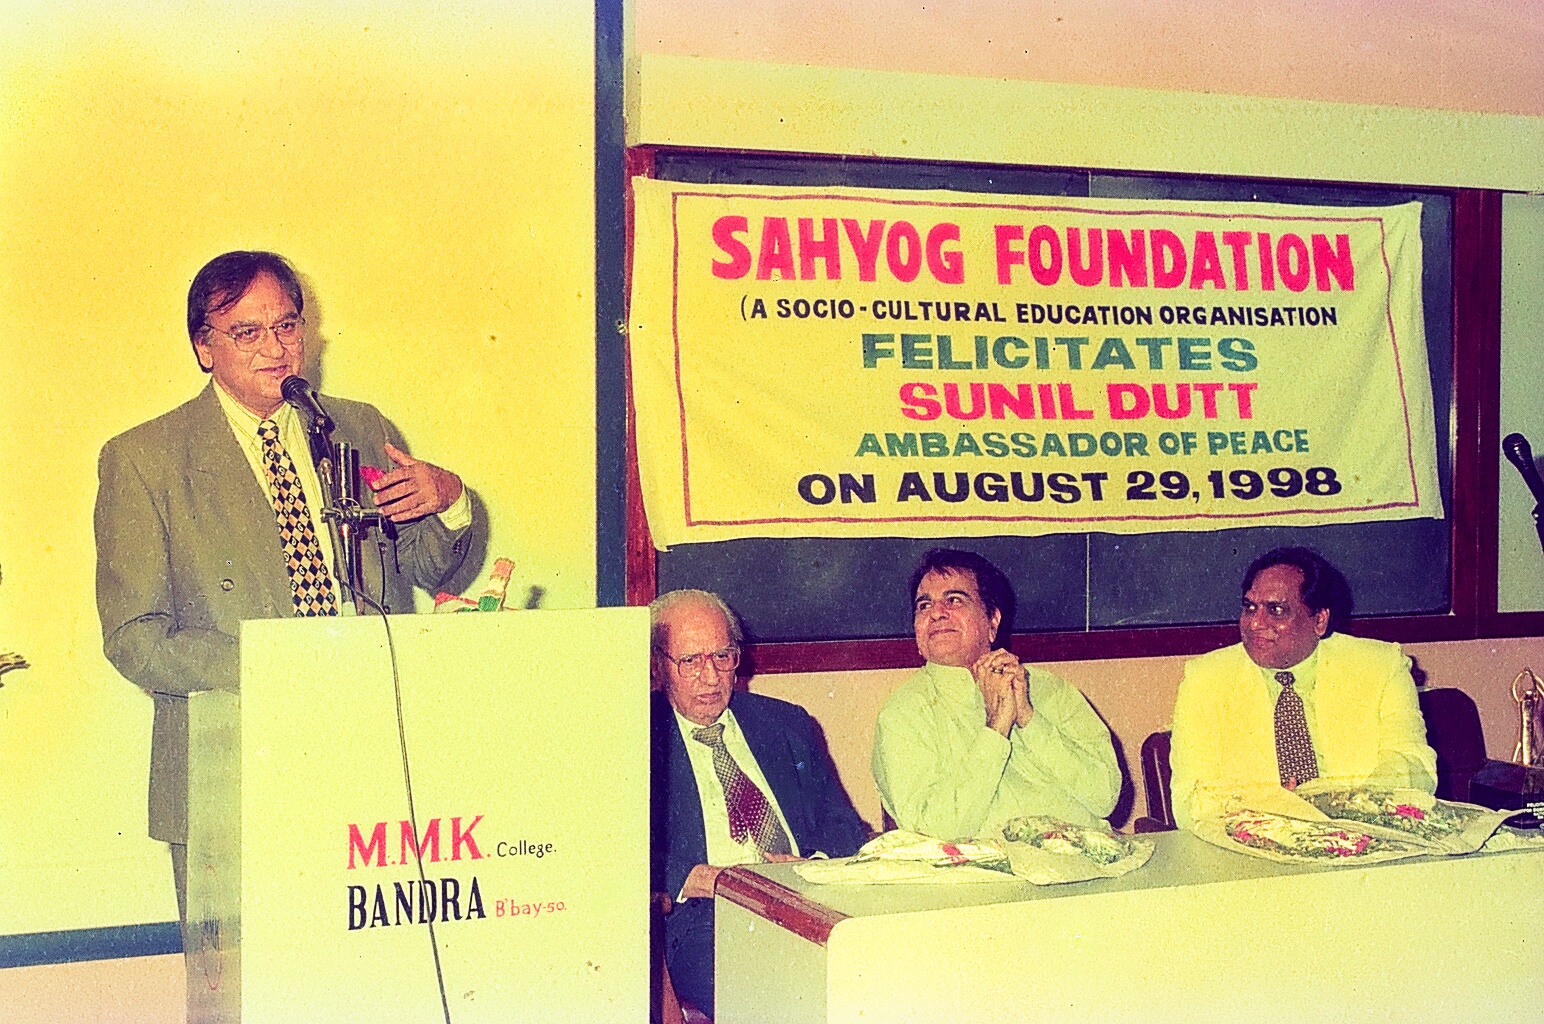 SAHYOG FOUNDATION
(A SOCIO-CULTURAL EDUCATION ORGANISATION
FELICITATES
SUNIL DUTT
AMBASSADOR OF PEACE
ON AUGUST 29, 1998
M.M.K. College.
BANDRA B'bay-50.